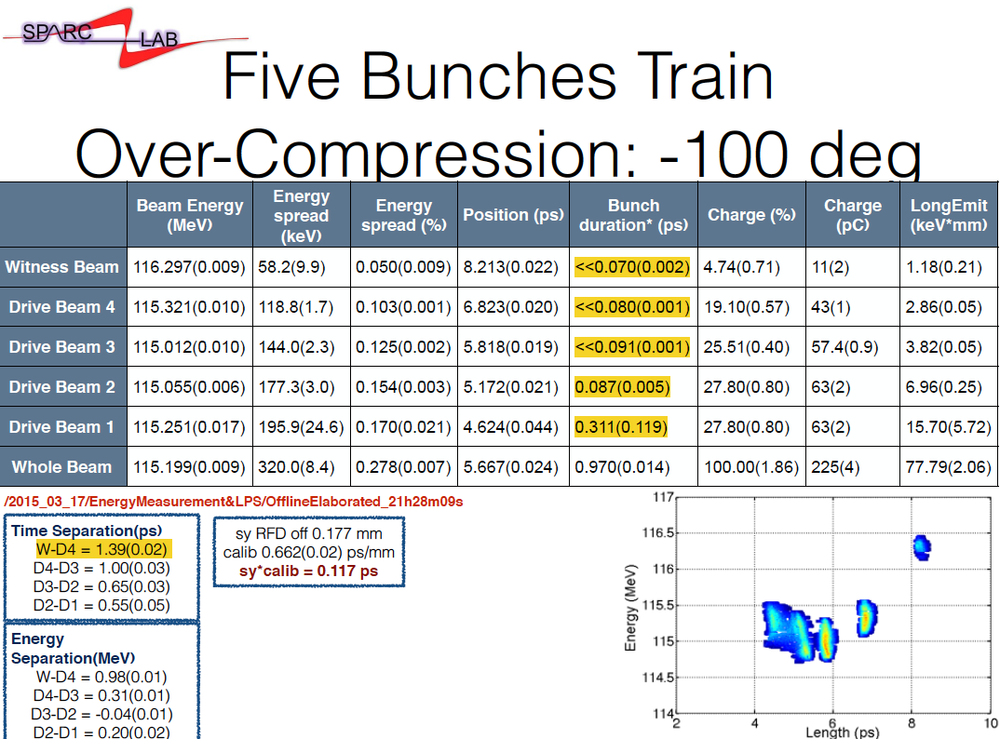 SPARC
LAB
Five Bunches Train
Over-Compression: -100 deg
Beam Energy (MeV) Energy spread (keV) Energy spread (%) Position (ps) Bunch duration* (ps) Charge (%) Charge (pC) LongEmit (keV*mm)
Witness Beam 116.297(0.009) 58.2(9.9) 0.050(0.009) 8.213(0.022) <<0.070(0.002) 4.74(0.71) 11(2) 1.18(0.21)
Drive Beam 4 115.321(0.010) 118.8(1.7) 0.103(0.001) 6.823(0.020) <<0.080(0.001) 19.10(0.57) 43(1) 2.86(0.05)
Drive Beam 3 115.012(0.010) 144.0(2.3) 0.125(0.002) 5.818(0.019) <<0.091(0.001) 25.51(0.40) 57.4(0.9) 3.82(0.05)
Drive Beam 2 115.055(0.006) 177.3(3.0) 0.154(0.003) 5.172(0.021) 0.087(0.005) 27.80(0.80) 63(2) 6.96(0.25)
Drive Beam 1 115.251(0.017) 195.9(24.6) 0.170(0.021) 4.624(0.044) 0.311(0.119) 27.80(0.80) 63(2) 15.70(5.72)
Whole Beam 115.199(0.009) 320.0(8.4) 0.278(0.007) 5.667(0.024) 0.970(0.014) 100.00(1.86) 225(4) 77.79(2.06)
/2015_03_17/EnergyMeasurement&LPS/OfflineElaborated_21h28m09s
Time Separation(ps)
W-D4 = 1.39(0.02)
D4-D3 = 1.00(0.03)
D3-D2 = 0.65(0.03)
D2-D1 = 0.55(0.05)
sy RFD off 0.177 mm
calib 0.662(0.02) ps/mm
sy*calib = 0.117 ps
Energy
Separation(MeV)
W-D4 = 0.98(0.01)
D4-D3 = 0.31(0.01)
D3-D2 = -0.04(0.01)
D2-D1 = 0.20(0.02)
117
116.5
116
115.5
115
114.5
114
Energy (MeV)
2 4 6 8 10
Length (ps)